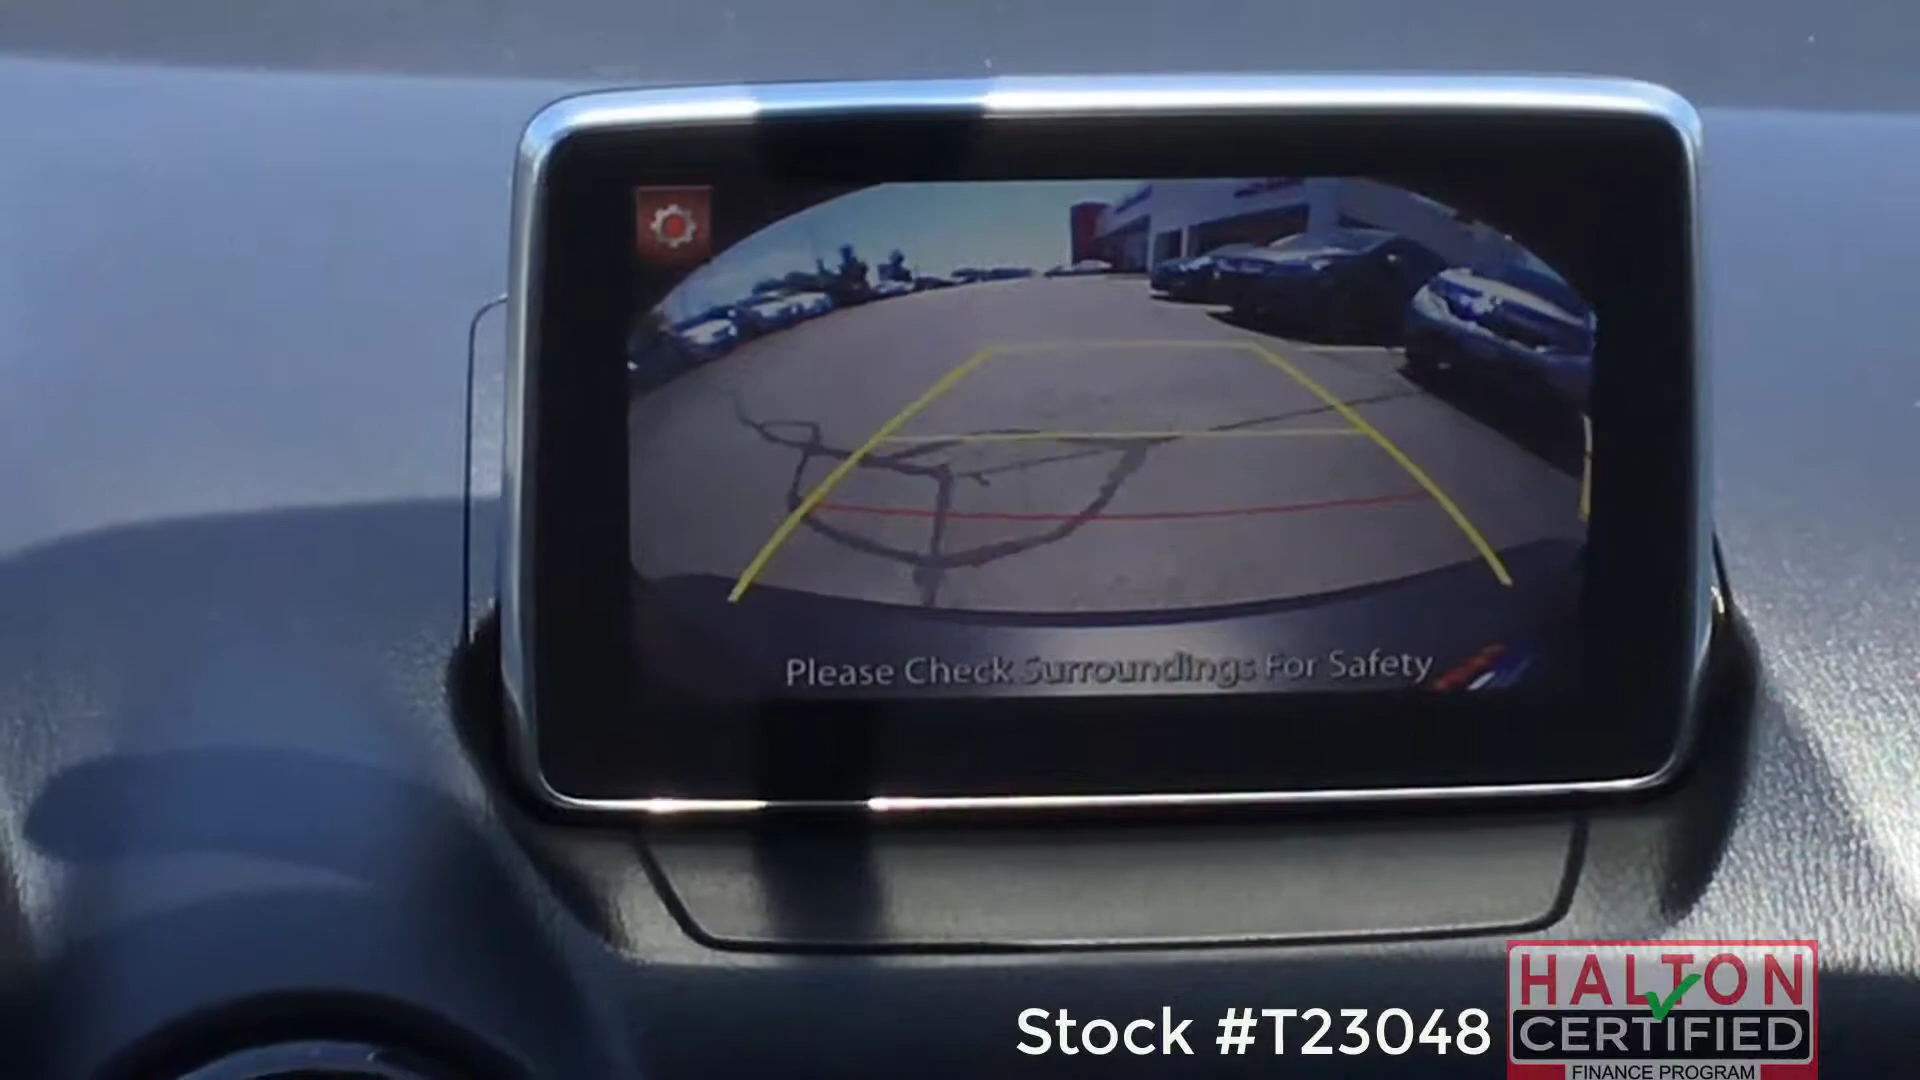 Please Check Surroundings For Safety
Stock #T23048
HALTON
CERTIFIED
FINANCE PROGRAM